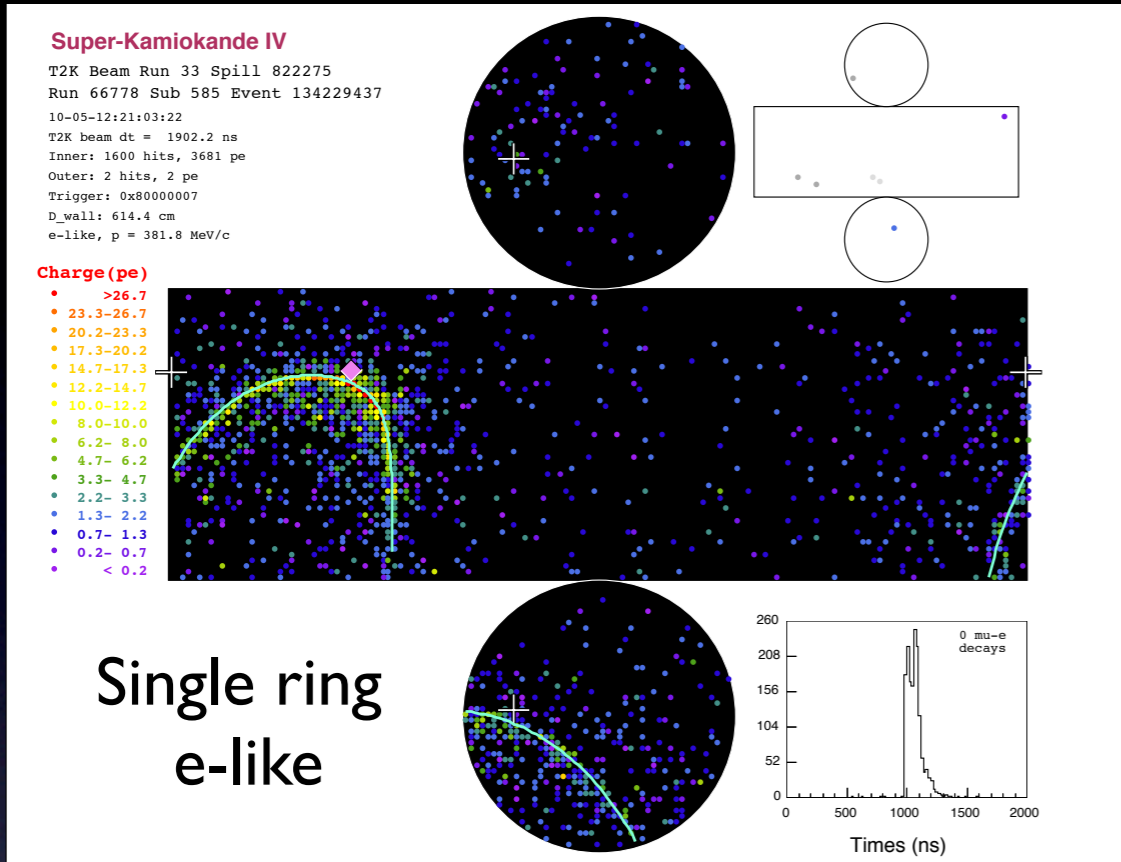 Super-Kamiokande IV
T2K Beam Run 33 Spill 822275
Run 66778 Sub 585 Event 134229437
10-05-12:21:03:22
T2K beam dt = 1902.2 ns
Inner: 1600 hits, 3681 pe
Outer: 2 hits, 2 pe
Trigger: 0x80000007
D_wall: 614.4 cm
e-like, p = 381.8 MeV/c
Charge(pe)
>26.7
23.3-26.7
20.2-23.3
17.3-20.2
14.7-17.3
12.2-14.7
10.0-12.2
8.0-10.0
6.2- 8.0
4.7- 6.2
3.3- 4.7
2.2- 3.3
1.3- 2.2
0.7- 1.3
0.2- 0.7
< 0.2
Single ring
e-like
260
208
156
104
52
0
0 mu-e
decays
0 500 1000 1500 2000
Times (ns)